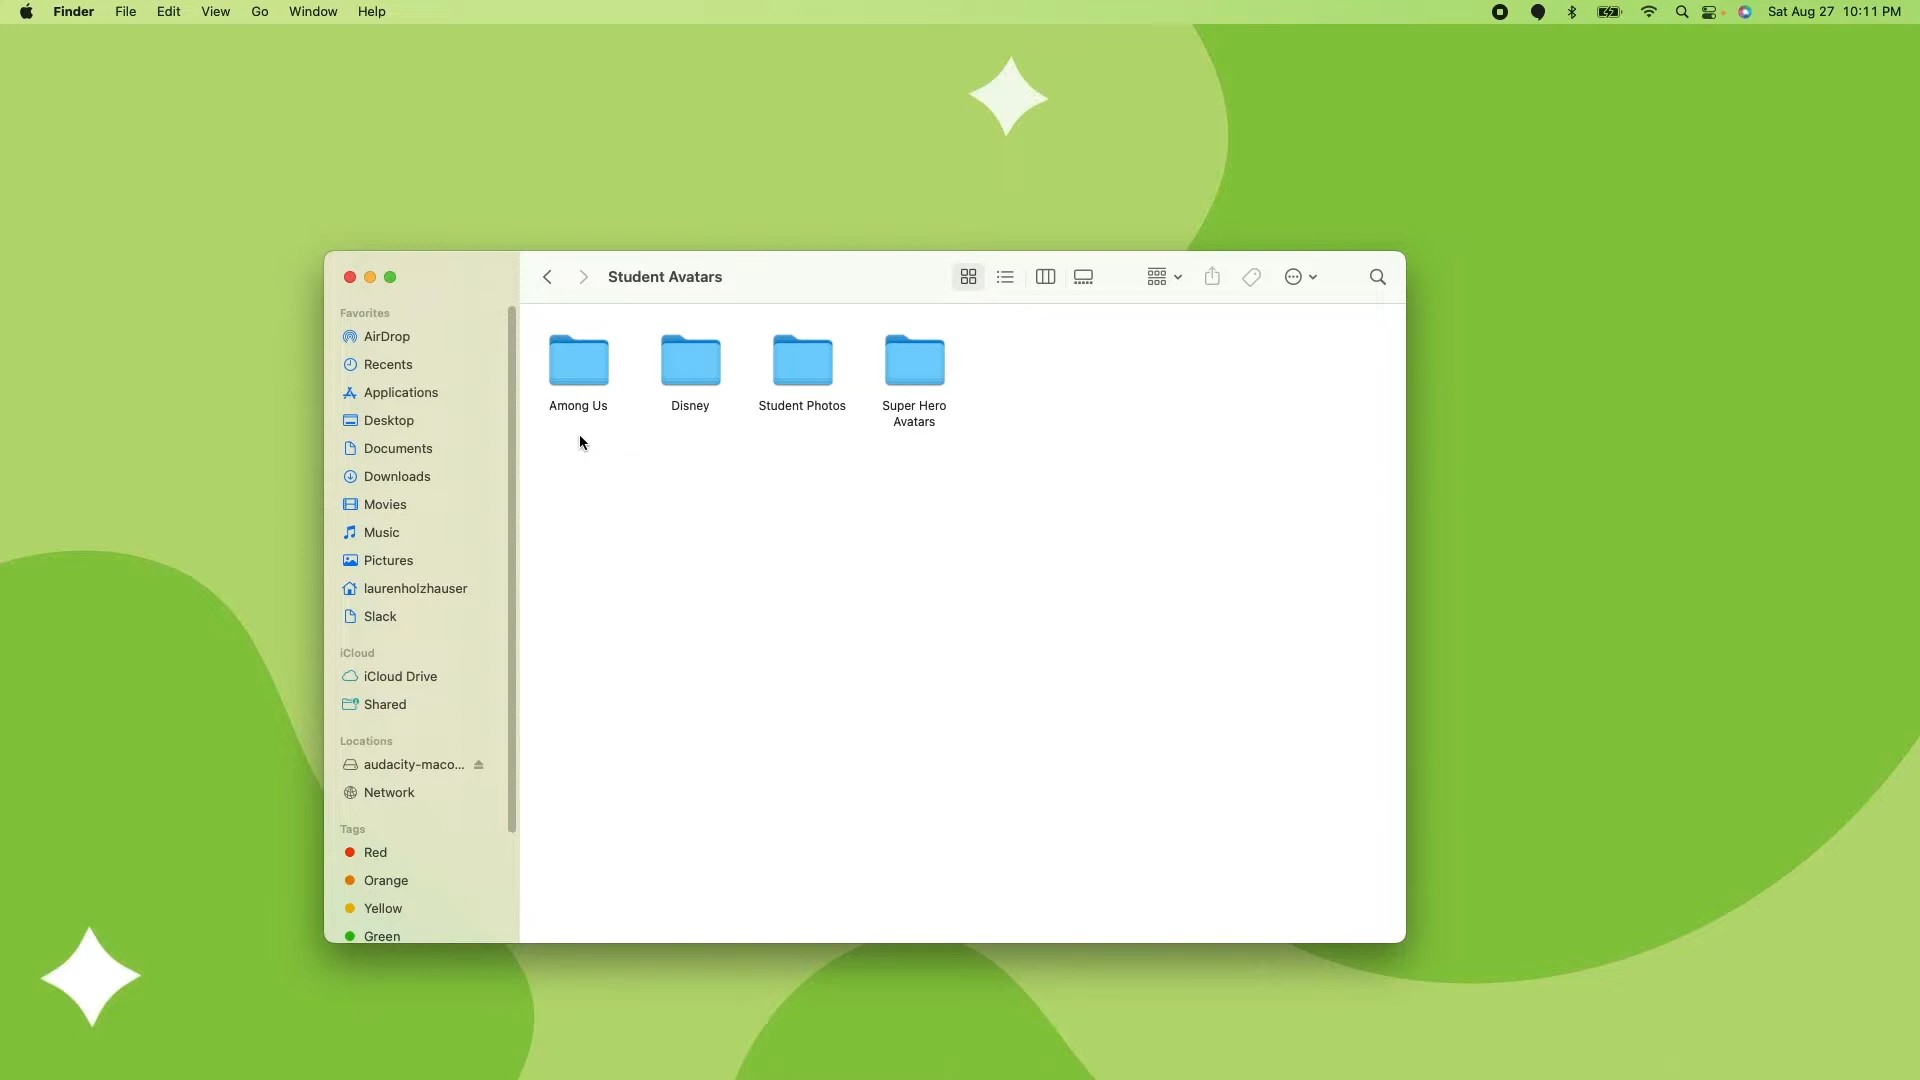 Finder File Edit View Go Window Help Sat Aug 27 10:11 PM
Student Avatars
Favorites
AirDrop
Recents
Applications
Desktop
Documents
Downloads
Movies
Music
Pictures
laurenholzhauser
Slack
iCloud
iCloud Drive
Shared
Locations
audacity-maco...
Network
Tags
Red
Orange
Yellow
Green
Among Us
Disney
Student Photos
Super Hero
Avatars